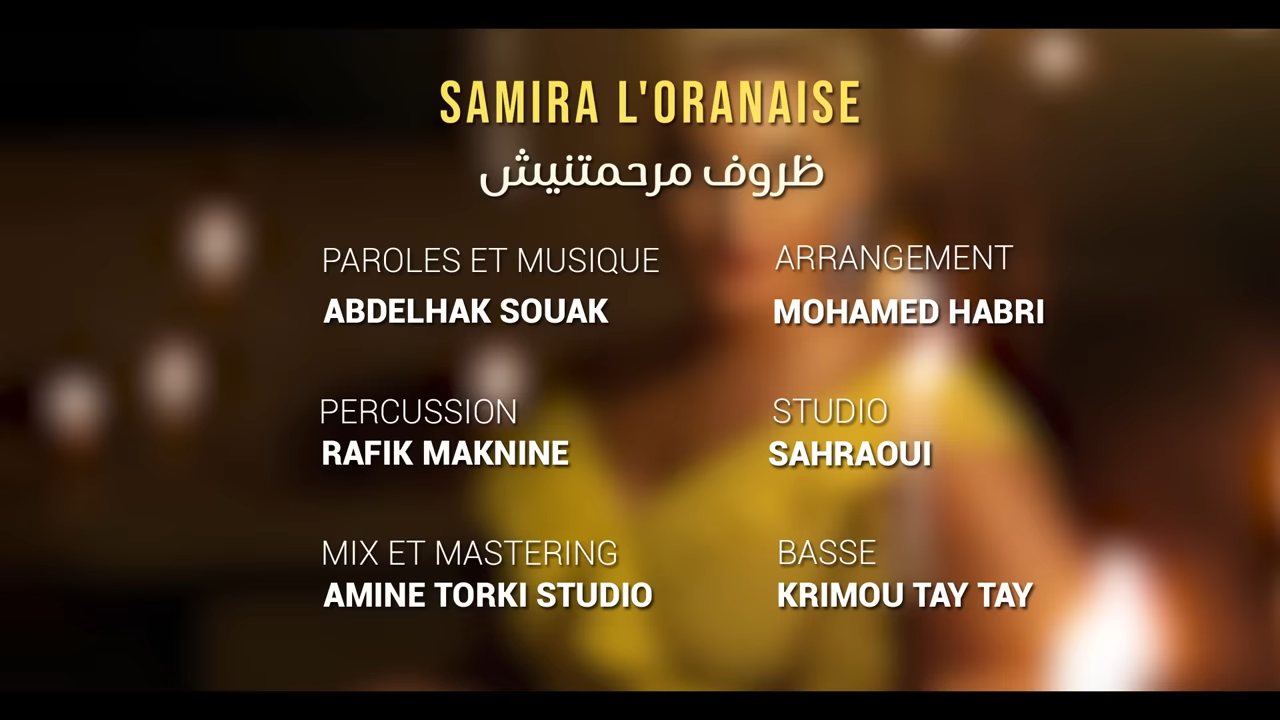 SAMIRA L'ORANAISE
ظروف مرحمتنيش
PAROLES ET MUSIQUE
ABDELHAK SOUAK
ARRANGEMENT
MOHAMED HABRI
PERCUSSION
RAFIK MAKNINE
STUDIO
SAHRAOUI
MIX ET MASTERING
AMINE TORKI STUDIO
BASSE
KRIMOU TAY TAY